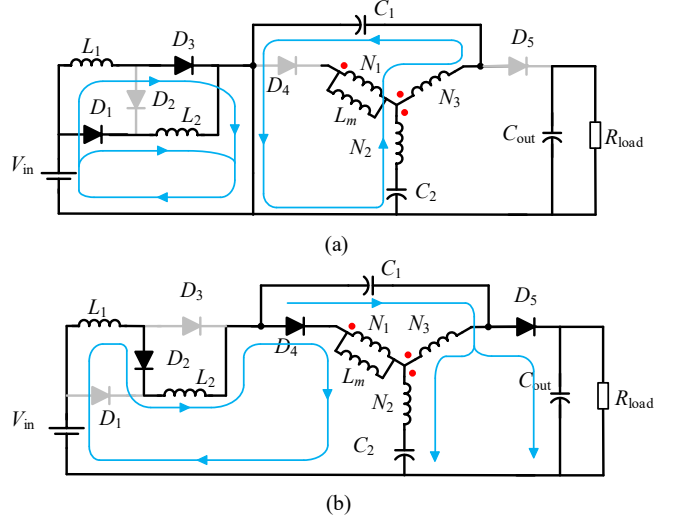 C1
L1 D3 D5
D4 N1 N3
D2
D1 L2 Lm Cout Rload
N2
Vin
C2
(a)
C1
D3 D5
L1 N1 N3
D4
D2 Lm
L2 Cout
D1 N2 Rload
Vin
C2
(b)